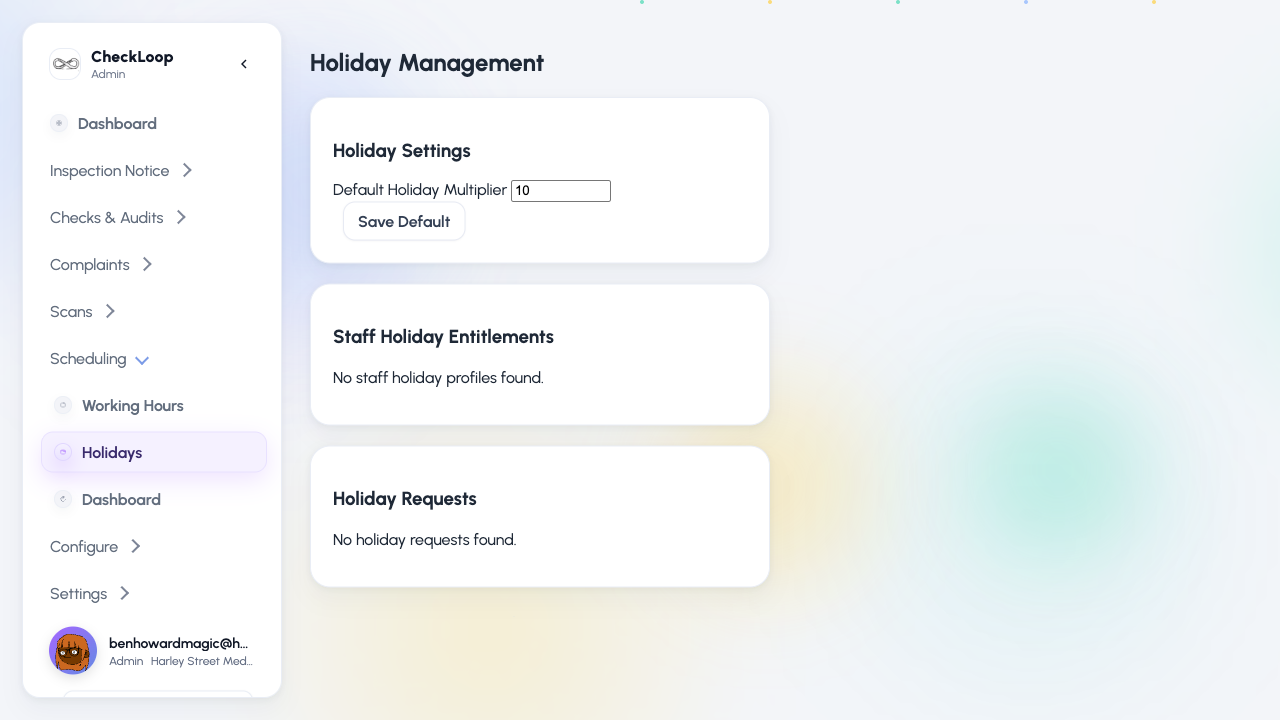 CheckLoop
Admin
Dashboard
Inspection Notice
Checks & Audits
Complaints
Scans
Scheduling
Working Hours
Holidays
Dashboard
Configure
Settings
benhowardmagic@h...
Admin Harley Street Med...
Holiday Management
Holiday Settings
Default Holiday Multiplier 10
Save Default
Staff Holiday Entitlements
No staff holiday profiles found.
Holiday Requests
No holiday requests found.